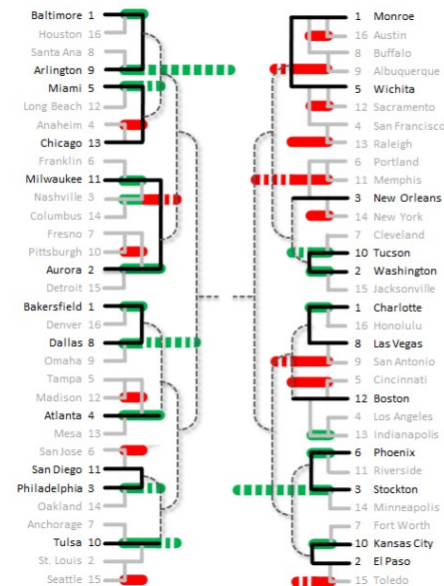 Baltimore 1
Houston 16
Santa Ana 8
Arlington 9
Miami 5
Long Beach 12
Anaheim 4
Chicago 13
Franklin 6
Milwaukee 11
Nashville 3
Columbus 14
Fresno 7
Pittsburgh 10
Aurora 2
Detroit 15
Bakersfield 1
Denver 16
Dallas 8
Omaha 9
Tampa 5
Madison 12
Atlanta 4
Mesa 13
San Jose 6
San Diego 11
Philadelphia 3
Oakland 14
Anchorage 7
Tulsa 10
St. Louis 2
Seattle 15
1 Monroe
16 Austin
8 Buffalo
9 Albuquerque
5 Wichita
12 Sacramento
4 San Francisco
13 Raleigh
6 Portland
11 Memphis
3 New Orleans
14 New York
7 Cleveland
10 Tucson
2 Washington
15 Jacksonville
1 Charlotte
16 Honolulu
8 Las Vegas
9 San Antonio
5 Cincinnati
12 Boston
4 Los Angeles
13 Indianapolis
6 Phoenix
11 Riverside
3 Stockton
14 Minneapolis
7 Fort Worth
10 Kansas City
2 El Paso
15 Toledo